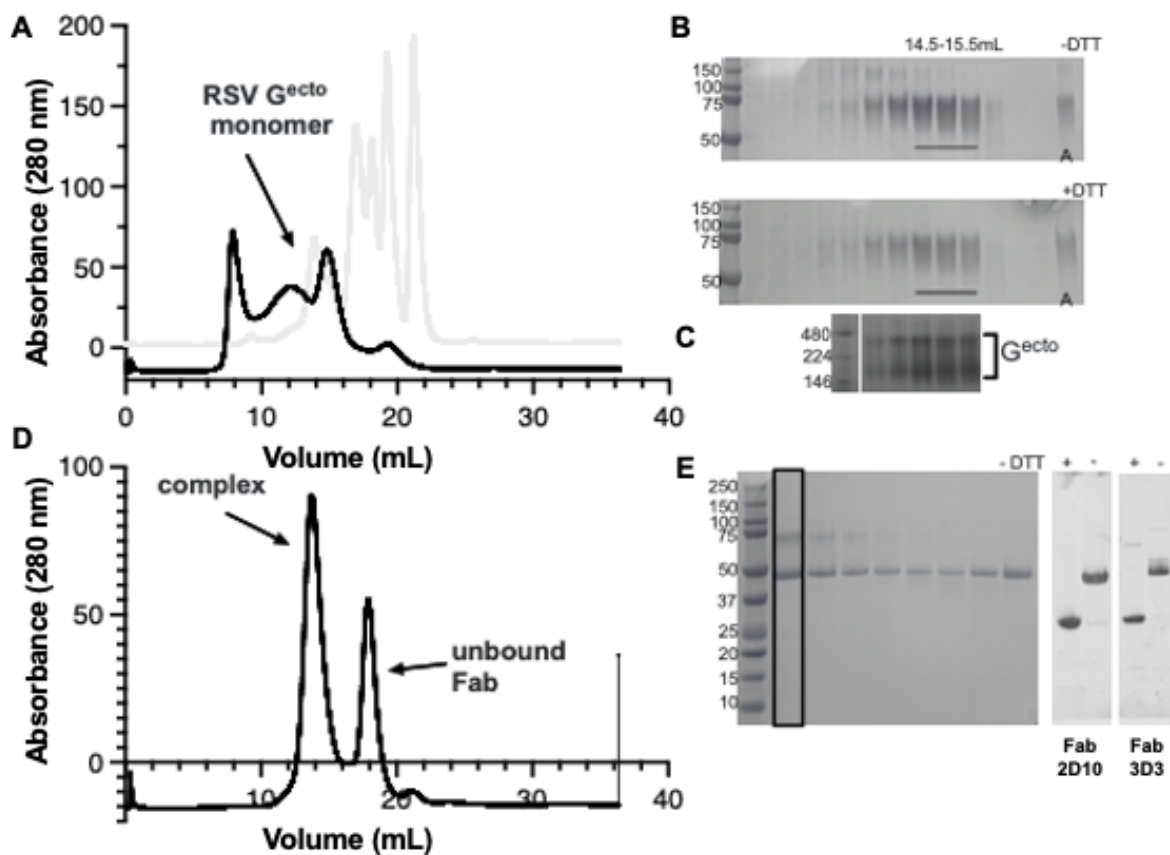 A
200
150
100
50
0
Absorbance (280 nm)
RSV G^ecto
monomer
0 10 20 30 40
Volume (mL)
B
14.5-15.5mL -DTT
150
100
75
50
A
+DTT
150
100
75
50
A
C
480
224
146
G^ecto
D
100
50
0
Absorbance (280 nm)
complex
unbound
Fab
10 20 30 40
Volume (mL)
E
- DTT + - + -
250
150
100
75
50
37
25
20
15
10
Fab Fab
2D10 3D3